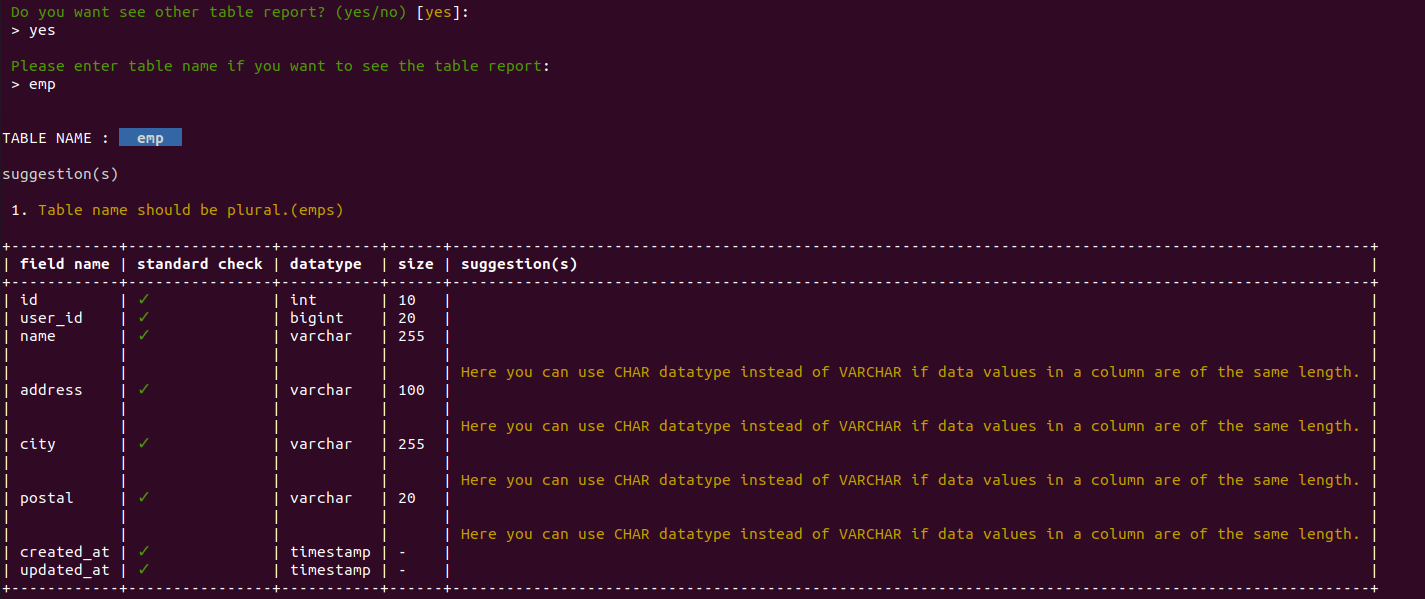 Do you want see other table report? (yes/no) [yes]:
> yes
Please enter table name if you want to see the table report:
> emp
TABLE NAME : emp
suggestion(s)
1. Table name should be plural.(emps)
+------------+----------------+-----------+------+------------------------------------------------------------------------------------------------------+
| field name | standard check | datatype | size | suggestion(s) |
+------------+----------------+-----------+------+------------------------------------------------------------------------------------------------------+
| id | ✓ | int | 10 | |
| user_id | ✓ | bigint | 20 | |
| name | ✓ | varchar | 255 | |
| | | | | |
| | | | | Here you can use CHAR datatype instead of VARCHAR if data values in a column are of the same length. |
| address | ✓ | varchar | 100 | |
| | | | | |
| | | | | Here you can use CHAR datatype instead of VARCHAR if data values in a column are of the same length. |
| city | ✓ | varchar | 255 | |
| | | | | |
| | | | | Here you can use CHAR datatype instead of VARCHAR if data values in a column are of the same length. |
| postal | ✓ | varchar | 20 | |
| | | | | |
| | | | | Here you can use CHAR datatype instead of VARCHAR if data values in a column are of the same length. |
| created_at | ✓ | timestamp | - | |
| updated_at | ✓ | timestamp | - | |
+------------+----------------+-----------+------+------------------------------------------------------------------------------------------------------+